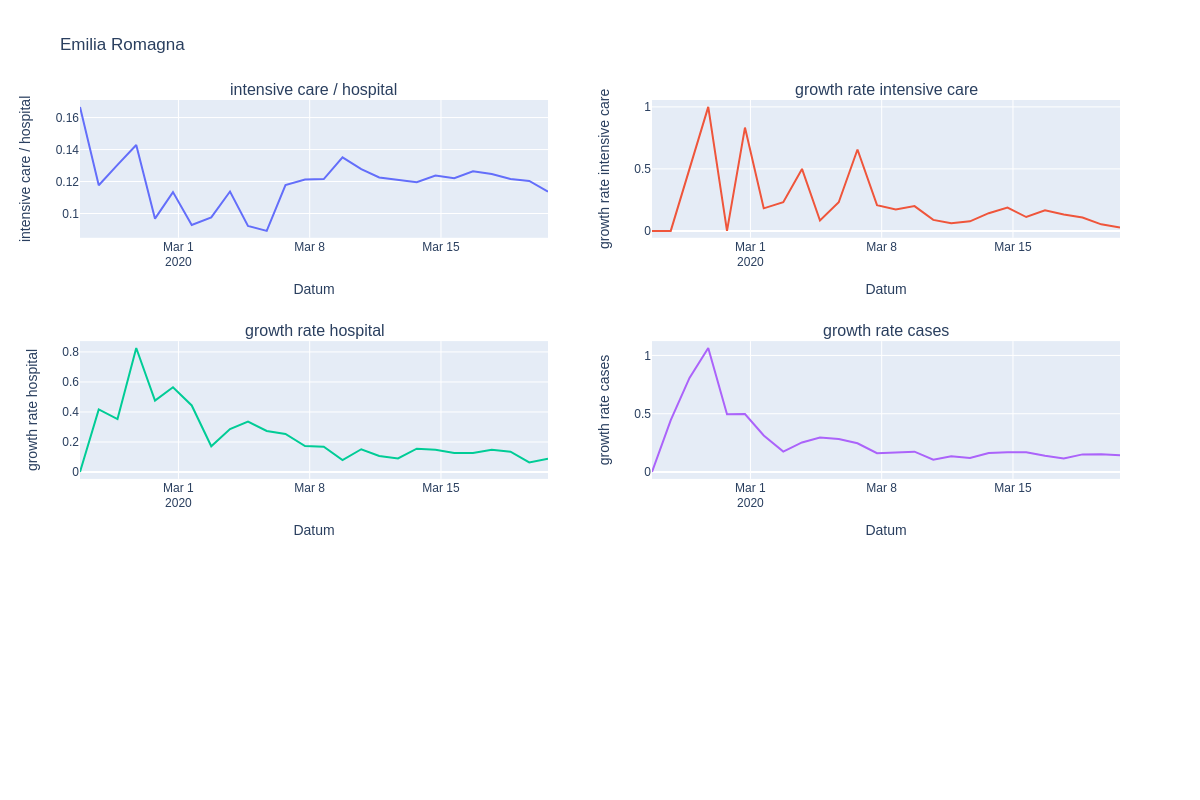 Emilia Romagna
intensive care / hospital
intensive care / hospital
0.16
0.14
0.12
0.1
Mar 1
2020
Mar 8
Mar 15
Datum
growth rate intensive care
growth rate intensive care
1
0.5
0
Mar 1
2020
Mar 8
Mar 15
Datum
growth rate hospital
growth rate hospital
0.8
0.6
0.4
0.2
0
Mar 1
2020
Mar 8
Mar 15
Datum
growth rate cases
growth rate cases
1
0.5
0
Mar 1
2020
Mar 8
Mar 15
Datum